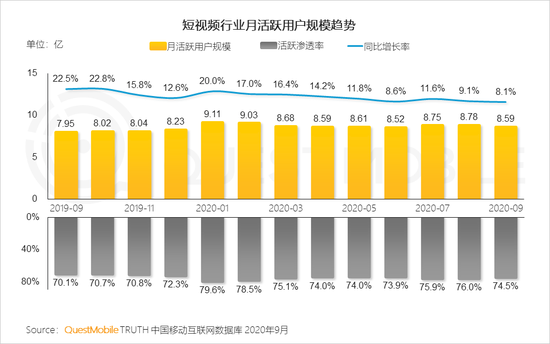 短视频行业月活跃用户规模趋势
单位：亿
月活跃用户规模 活跃渗透率 同比增长率
15
22.5% 22.8% 15.8% 12.6% 20.0% 17.0% 16.4% 14.2% 11.8% 8.6% 11.6% 9.1% 8.1%
10
7.95 8.02 8.04 8.23 9.11 9.03 8.68 8.59 8.61 8.52 8.75 8.78 8.59
5
QUESTMOBILE
0
2019-09 2019-11 2020-01 2020-03 2020-05 2020-07 2020-09
0%
40%
80%
70.1% 70.7% 70.8% 72.3% 79.6% 78.5% 75.1% 74.0% 74.0% 73.9% 75.9% 76.0% 74.5%
Source：QuestMobile TRUTH 中国移动互联网数据库 2020年9月